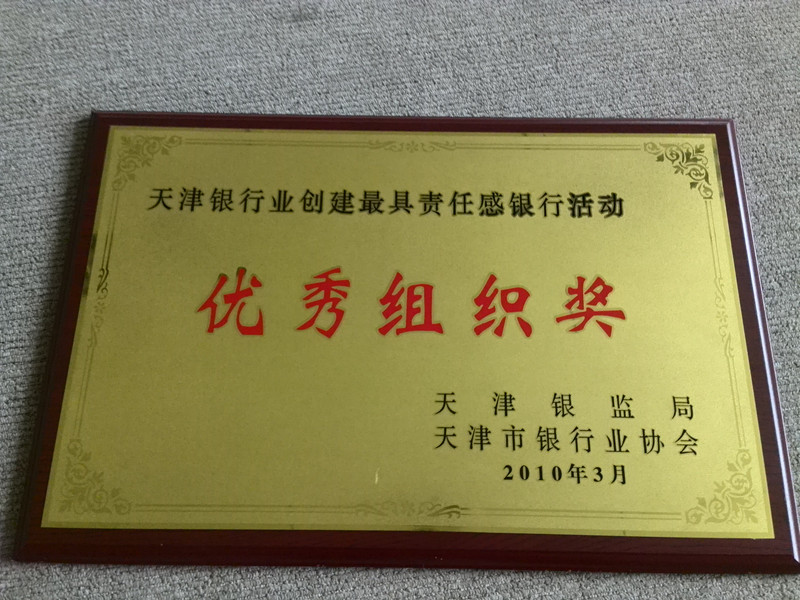 天津银行业创建最具责任感银行活动
优秀组织奖
天津银监局
天津市银行业协会
2010年3月